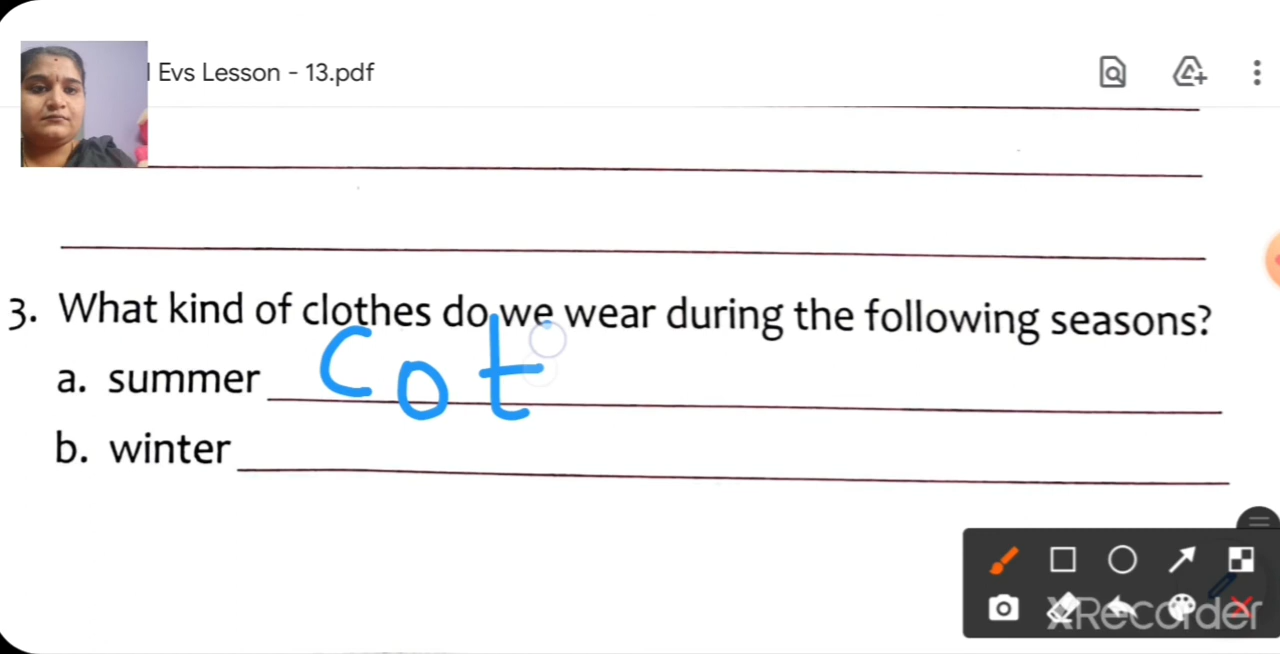 Evs Lesson - 13.pdf
3. What kind of clothes do we wear during the following seasons?
a. summer cot
b. winter
XRecorder